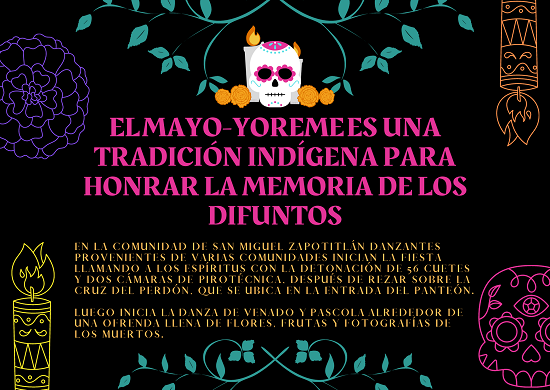 EL MAYO-YOREME ES UNA
TRADICIÓN INDÍGENA PARA
HONRAR LA MEMORIA DE LOS
DIFUNTOS
EN LA COMUNIDAD DE SAN MIGUEL ZAPOTITLÁN DANZANTES
PROVENIENTES DE VARIAS COMUNIDADES INICIAN LA FIESTA
LLAMANDO A LOS ESPÍRITUS CON LA DETONACIÓN DE 56 CUETES
Y DOS CÁMARAS DE PIROTÉCNICA, DESPUÉS DE REZAR SOBRE LA
CRUZ DEL PERDÓN, QUE SE UBICA EN LA ENTRADA DEL PANTEÓN.
LUEGO INICIA LA DANZA DE VENADO Y PASCOLA ALREDEDOR DE
UNA OFRENDA LLENA DE FLORES, FRUTAS Y FOTOGRAFÍAS DE
LOS MUERTOS.